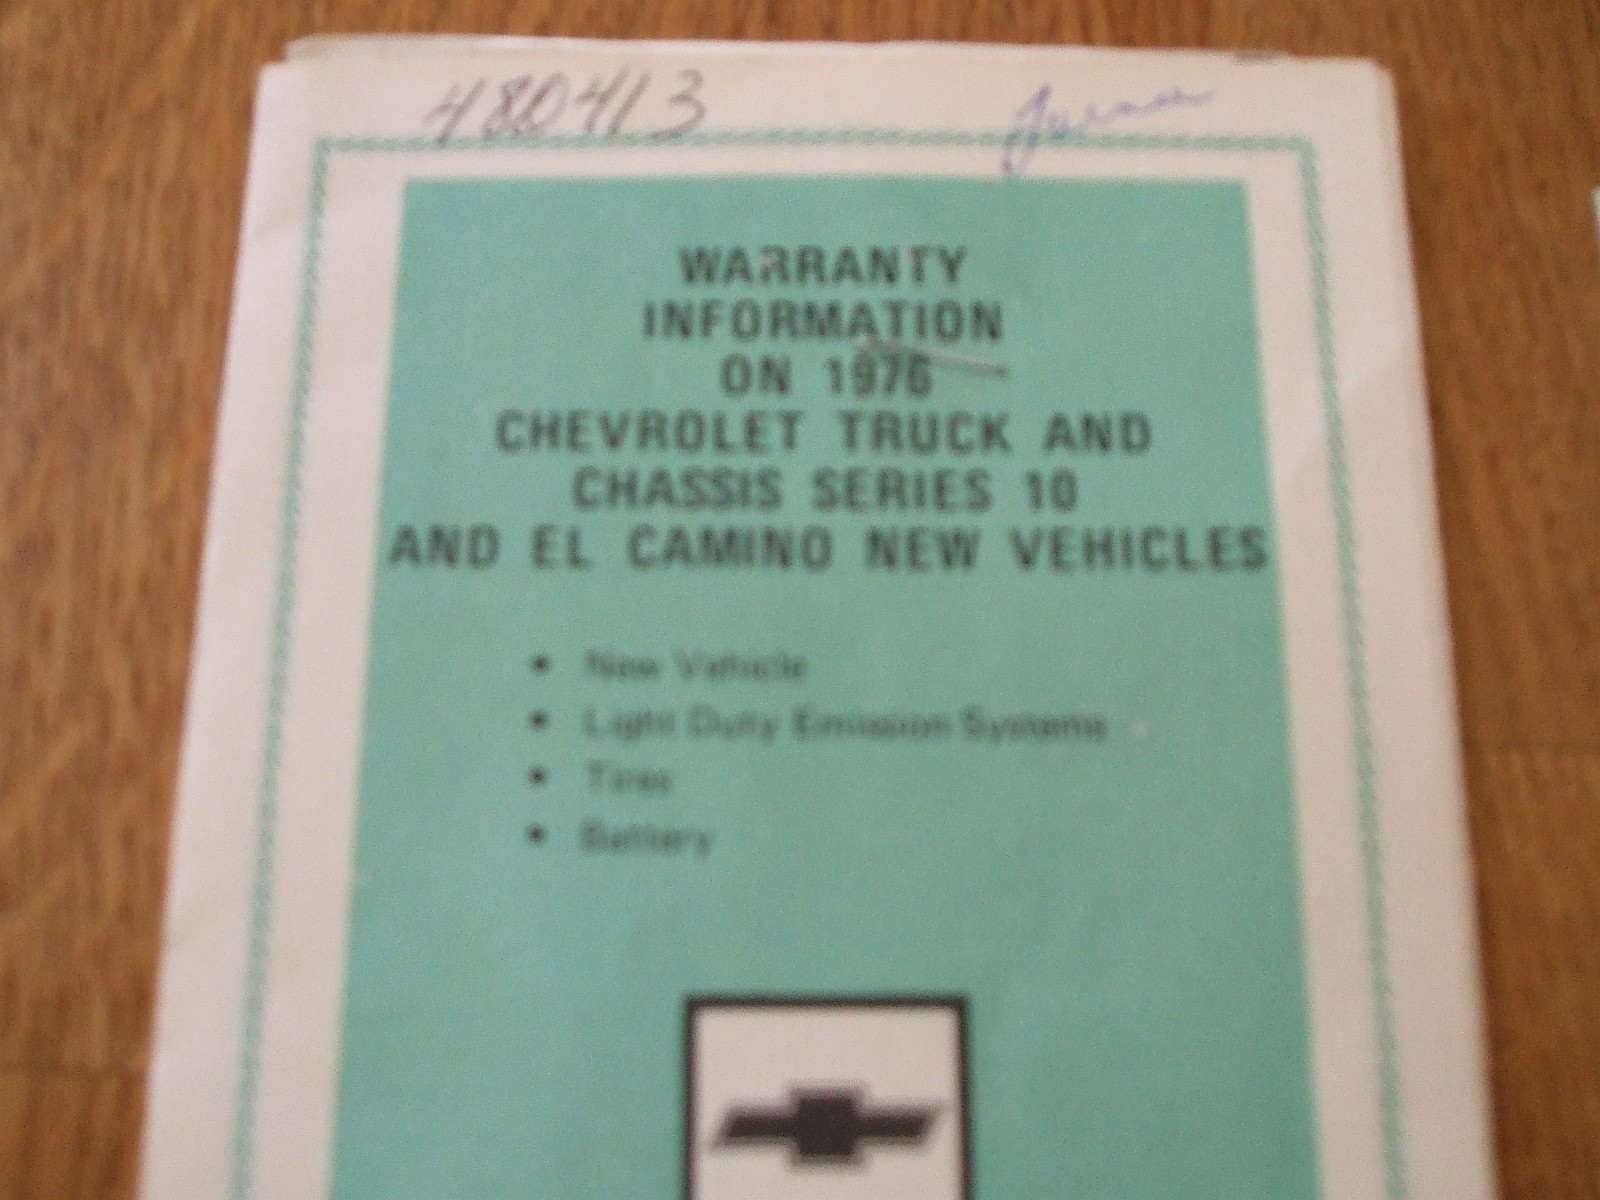 480413
WARRANTY
INFORMATION
ON 1976
CHEVROLET TRUCK AND
CHASSIS SERIES 10
AND EL CAMINO NEW VEHICLES
• New Vehicle
• Light Duty Emission Systems
• Tires
• Battery